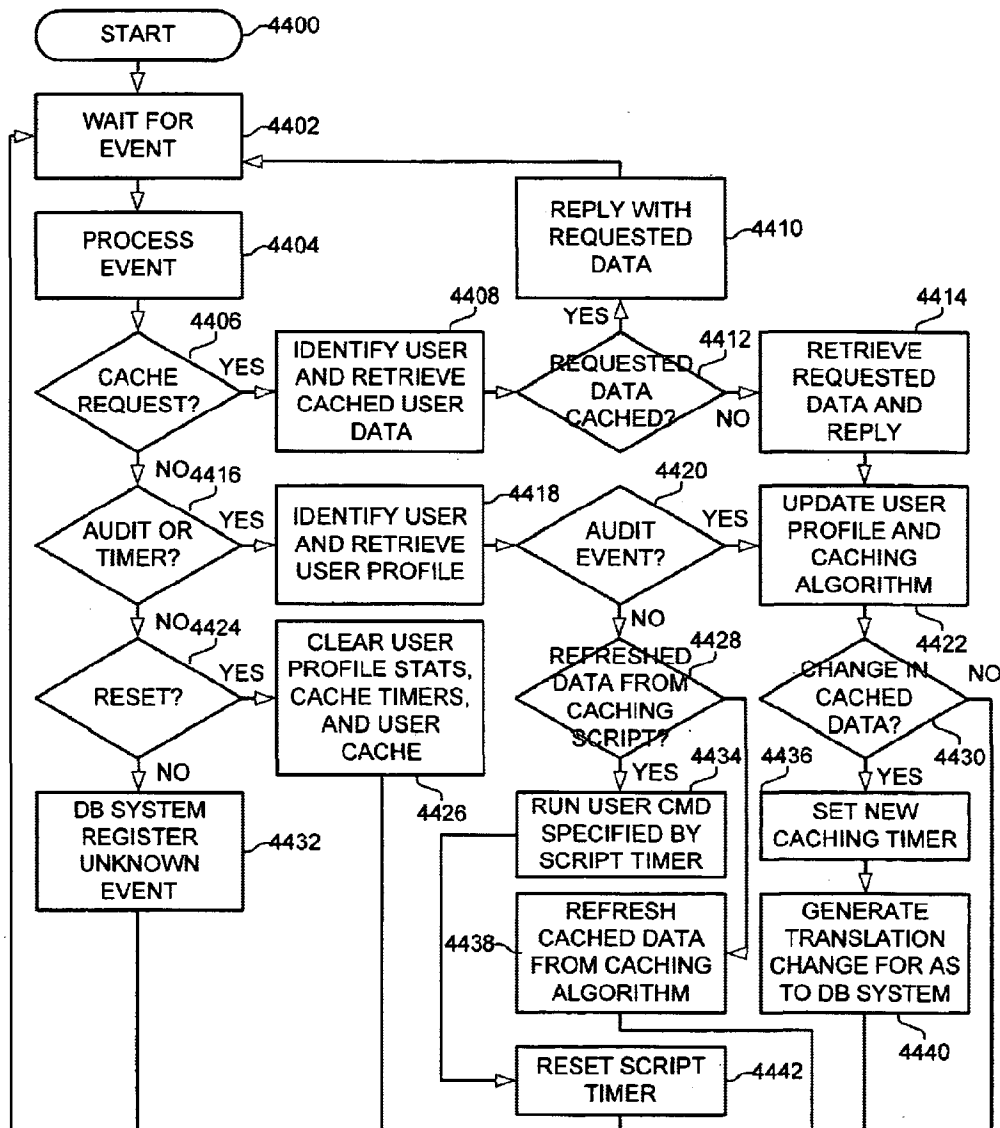 START
4400
WAIT FOR
EVENT
4402
PROCESS
EVENT
4404
REPLY WITH
REQUESTED
DATA
4410
4406
CACHE
REQUEST?
YES
4408
IDENTIFY USER
AND RETRIEVE
CACHED USER
DATA
YES
4412
REQUESTED
DATA
CACHED?
NO
4414
RETRIEVE
REQUESTED
DATA AND
REPLY
NO
4416
AUDIT OR
TIMER?
YES
4418
IDENTIFY USER
AND RETRIEVE
USER PROFILE
4420
AUDIT
EVENT?
YES
UPDATE USER
PROFILE AND
CACHING
ALGORITHM
4422
NO
4424
RESET?
YES
CLEAR USER
PROFILE STATS,
CACHE TIMERS,
AND USER
CACHE
4426
NO
4428
REFRESHED
DATA FROM
CACHING
SCRIPT?
CHANGE IN
CACHED
DATA?
NO
4430
NO
DB SYSTEM
REGISTER
UNKNOWN
EVENT
4432
YES
4434
RUN USER CMD
SPECIFIED BY
SCRIPT TIMER
4436
YES
SET NEW
CACHING TIMER
4438
REFRESH
CACHED DATA
FROM CACHING
ALGORITHM
GENERATE
TRANSLATION
CHANGE FOR AS
TO DB SYSTEM
4440
RESET SCRIPT
TIMER
4442